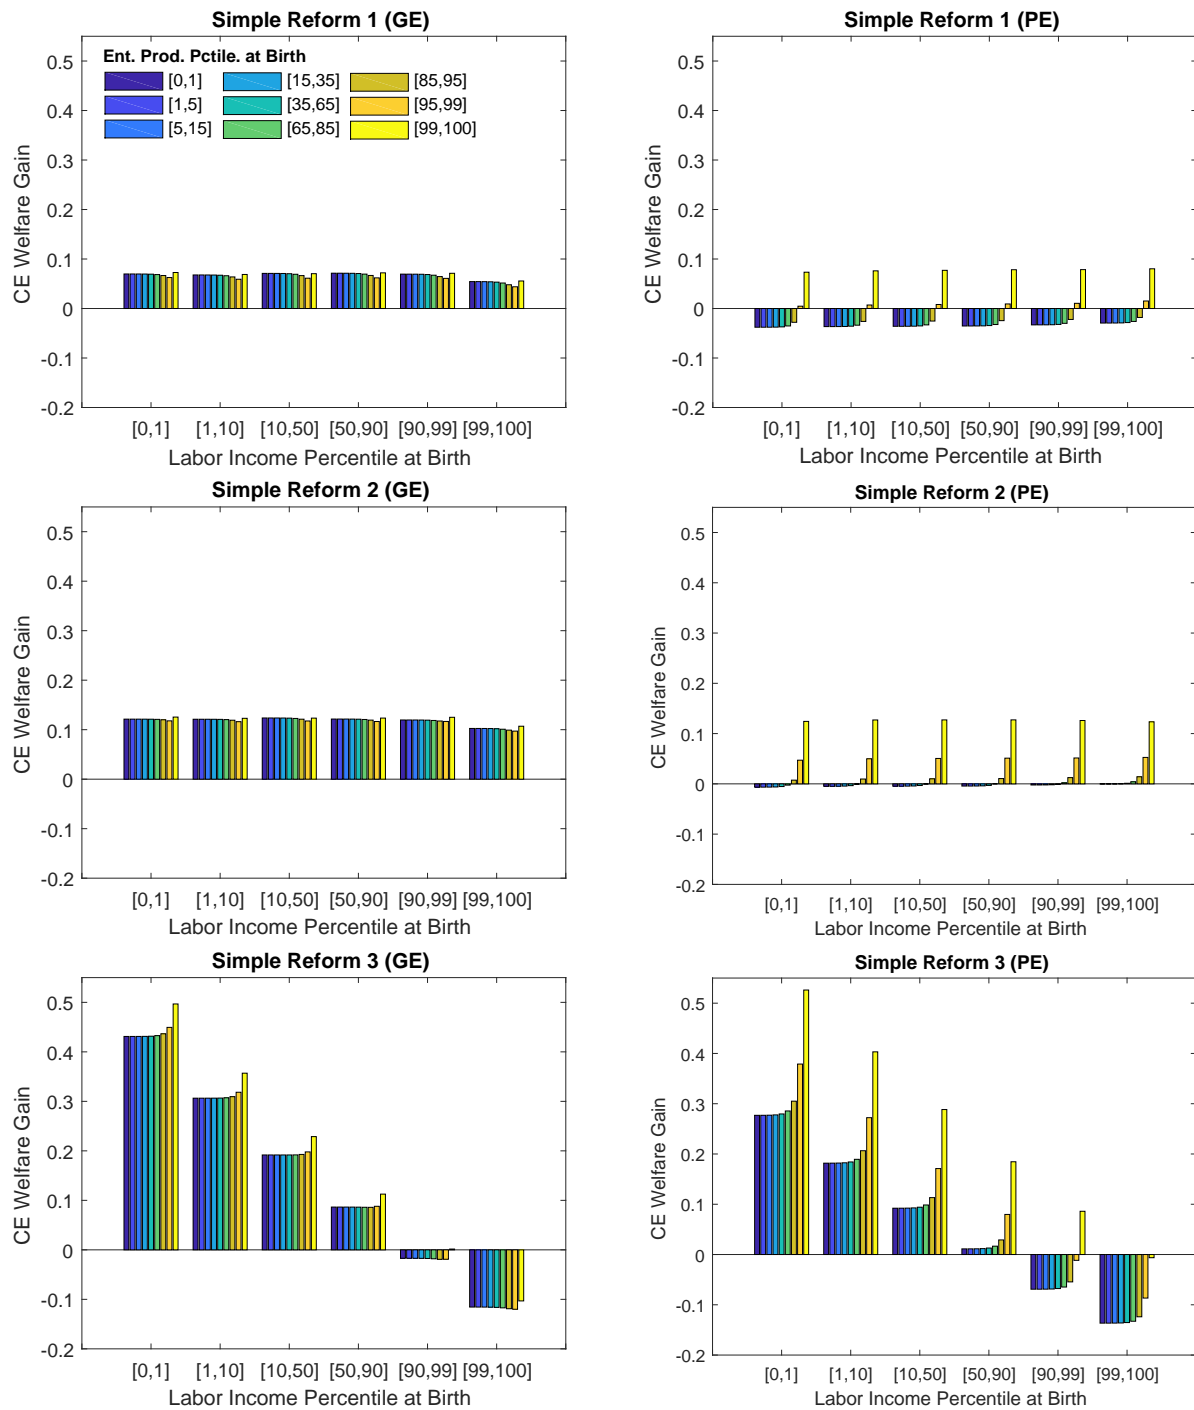 Simple Reform 1 (GE)
0.5
0.4
0.3
0.2
0.1
0
-0.1
-0.2
CE Welfare Gain
Ent. Prod. Pctile. at Birth
[0,1] [15,35] [85,95]
[1,5] [35,65] [95,99]
[5,15] [65,85] [99,100]
[0,1] [1,10] [10,50] [50,90] [90,99] [99,100]
Labor Income Percentile at Birth
Simple Reform 1 (PE)
0.5
0.4
0.3
0.2
0.1
0
-0.1
-0.2
CE Welfare Gain
[0,1] [1,10] [10,50] [50,90] [90,99] [99,100]
Labor Income Percentile at Birth
Simple Reform 2 (GE)
0.5
0.4
0.3
0.2
0.1
0
-0.1
-0.2
CE Welfare Gain
[0,1] [1,10] [10,50] [50,90] [90,99] [99,100]
Labor Income Percentile at Birth
Simple Reform 2 (PE)
0.5
0.4
0.3
0.2
0.1
0
-0.1
-0.2
CE Welfare Gain
[0,1] [1,10] [10,50] [50,90] [90,99] [99,100]
Labor Income Percentile at Birth
Simple Reform 3 (GE)
0.5
0.4
0.3
0.2
0.1
0
-0.1
-0.2
CE Welfare Gain
[0,1] [1,10] [10,50] [50,90] [90,99] [99,100]
Labor Income Percentile at Birth
Simple Reform 3 (PE)
0.5
0.4
0.3
0.2
0.1
0
-0.1
-0.2
CE Welfare Gain
[0,1] [1,10] [10,50] [50,90] [90,99] [99,100]
Labor Income Percentile at Birth